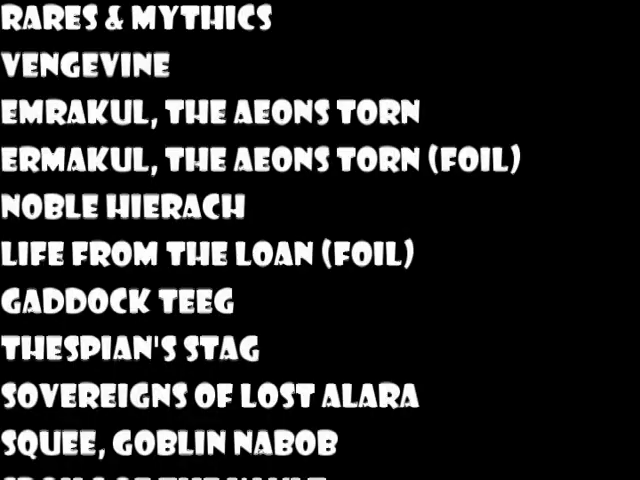 RARES & MYTHICS
VENGEVINE
EMRAKUL, THE AEONS TORN
ERMAKUL, THE AEONS TORN (FOIL)
NOBLE HIERACH
LIFE FROM THE LOAN (FOIL)
GADDOCK TEEG
THESPIAN'S STAG
SOVEREIGNS OF LOST ALARA
SQUEE, GOBLIN NABOB